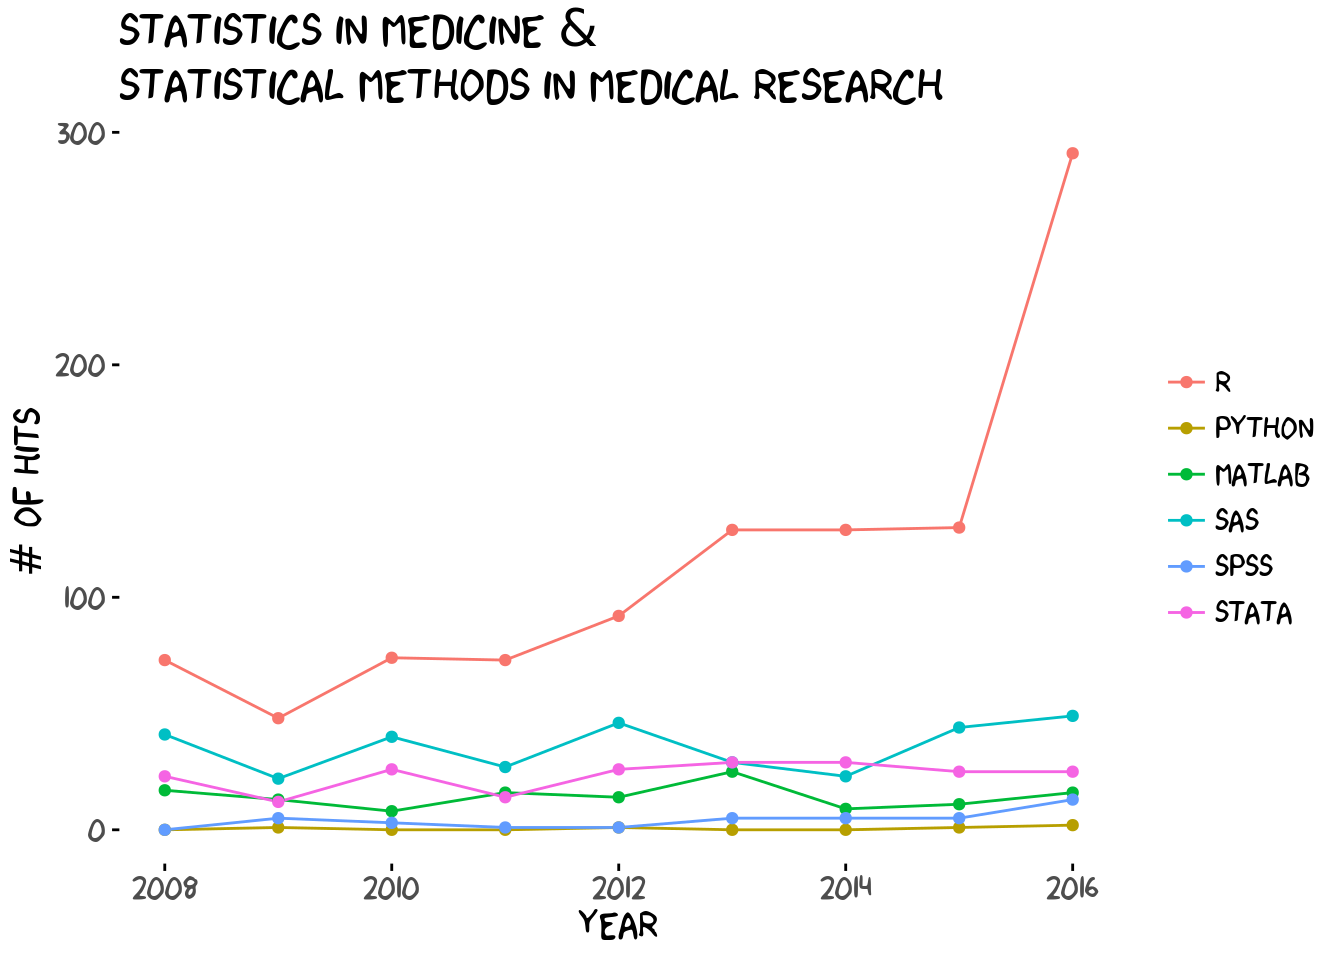 STATISTICS IN MEDICINE &
STATISTICAL METHODS IN MEDICAL RESEARCH
300
200
100
0
# OF HITS
2008 2010 2012 2014 2016
YEAR
R
PYTHON
MATLAB
SAS
SPSS
STATA